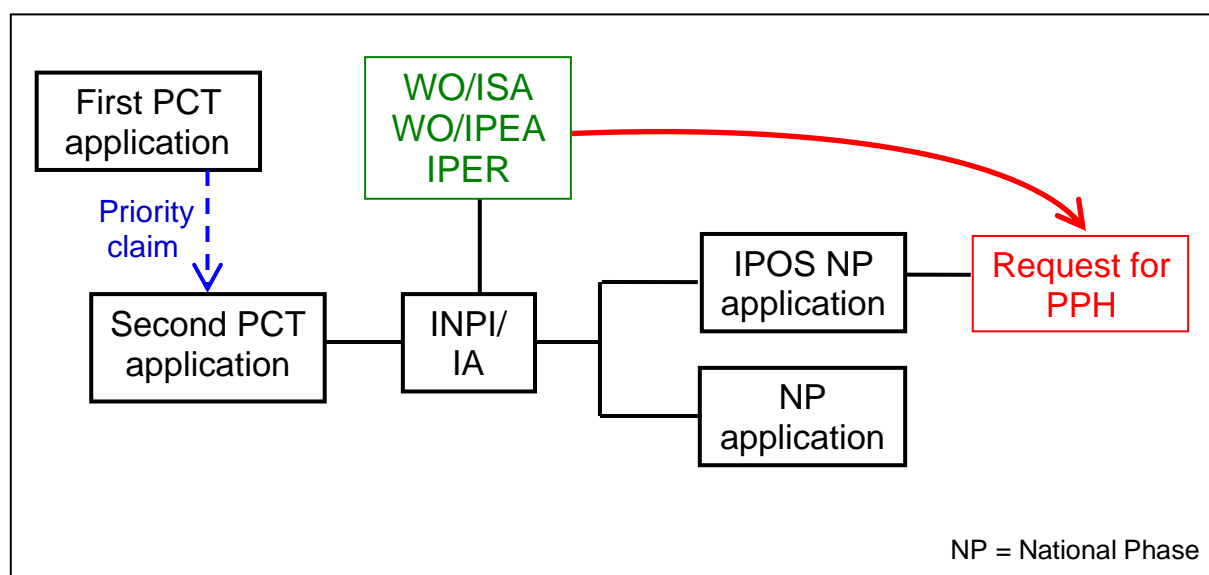 First PCT
application
WO/ISA
WO/IPEA
IPER
Priority
claim
Second PCT
application
INPI/
IA
IPOS NP
application
Request for
PPH
NP
application
NP = National Phase